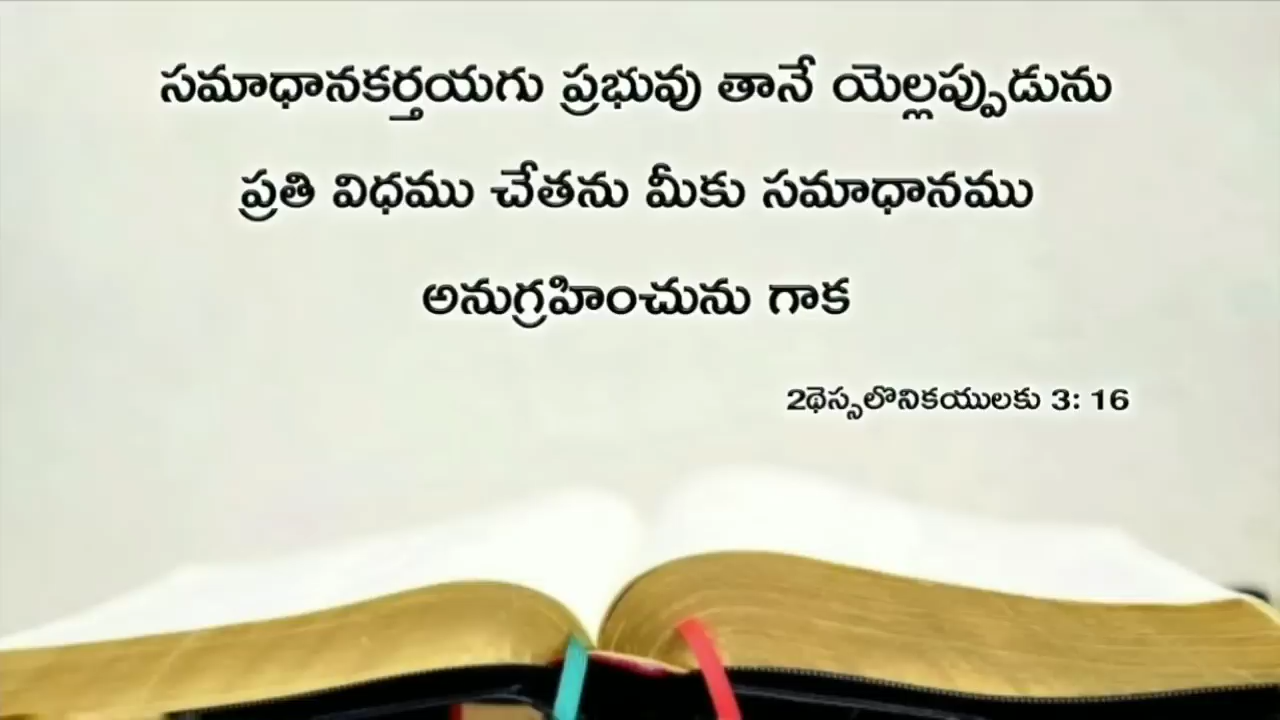 సమాధానకర్తయగు ప్రభువు తానే యెల్లప్పుడును
ప్రతి విధము చేతను మీకు సమాధానము
అనుగ్రహించును గాక
2థెస్సలొనికయులకు 3: 16